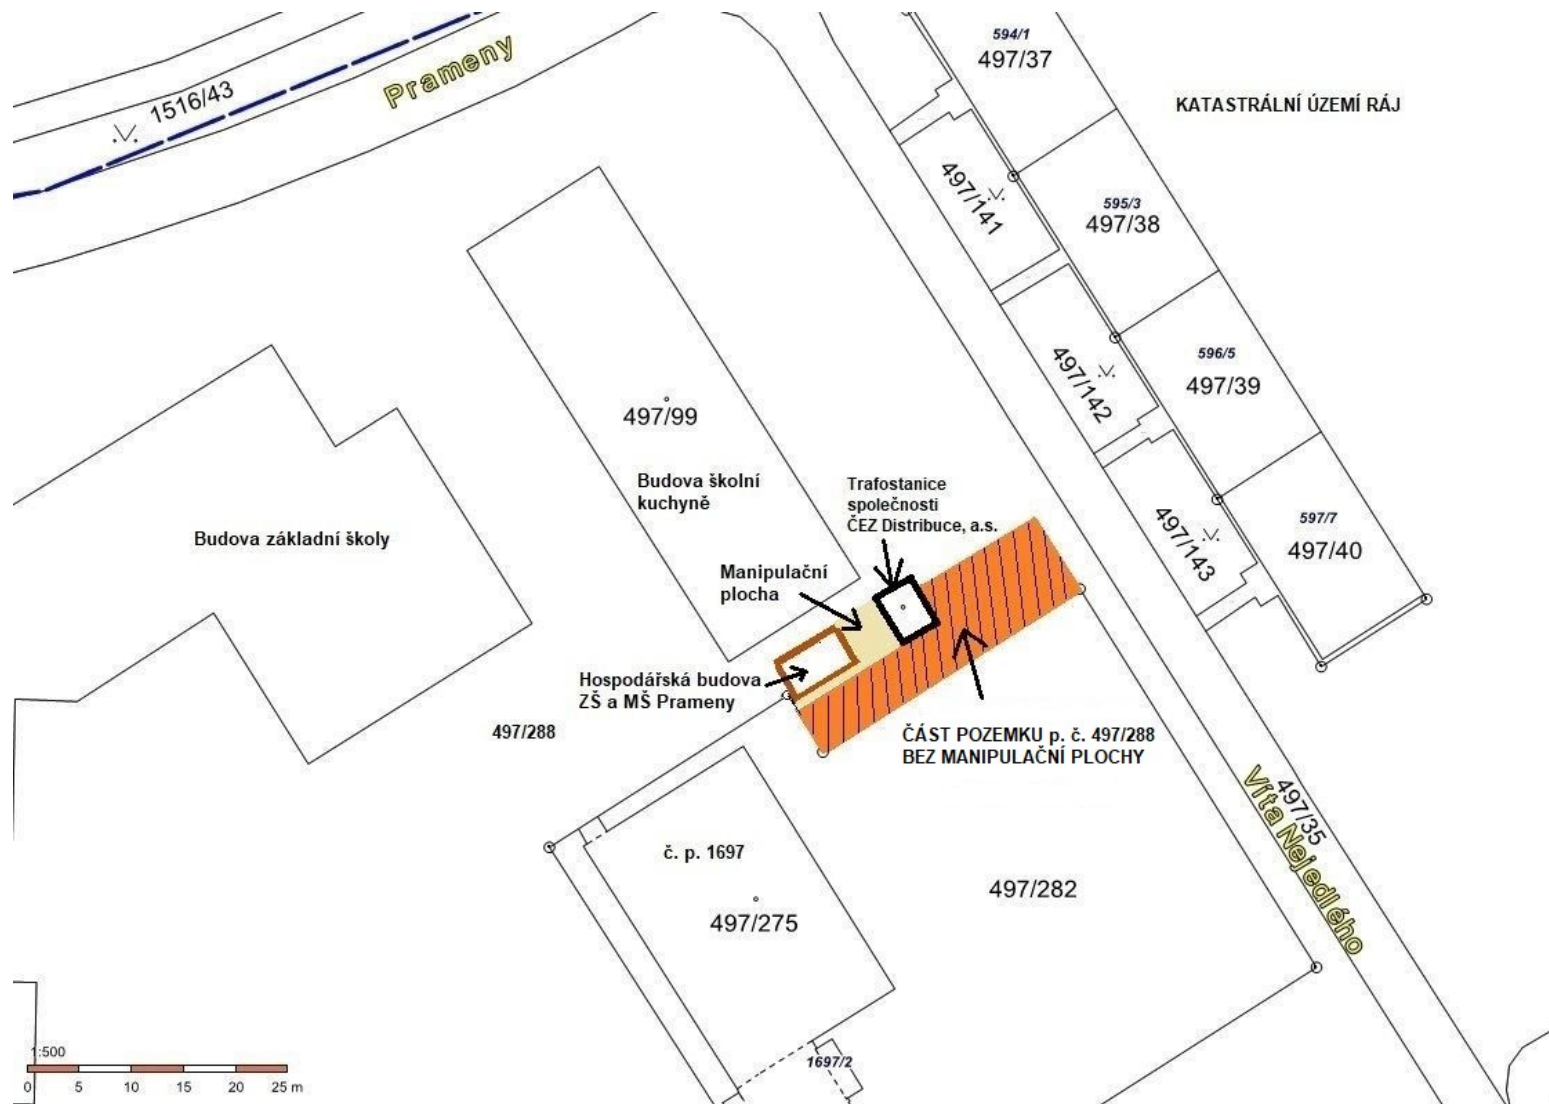 594/1
497/37
Prameny
1516/43
KATASTRÁLNÍ ÚZEMÍ RÁJ
497/141
595/3
497/38
497/142
596/5
497/39
497/99
Budova školní
kuchyně
Trafostanice
společnosti
ČEZ Distribuce, a.s.
497/143
597/7
497/40
Budova základní školy
Manipulační
plocha
Hospodářská budova
ZŠ a MŠ Prameny
497/288
ČÁST POZEMKU p. č. 497/288
BEZ MANIPULAČNÍ PLOCHY
497/35
Víta Nejedlého
č. p. 1697
497/275
497/282
1697/2
1:500
0 5 10 15 20 25 m